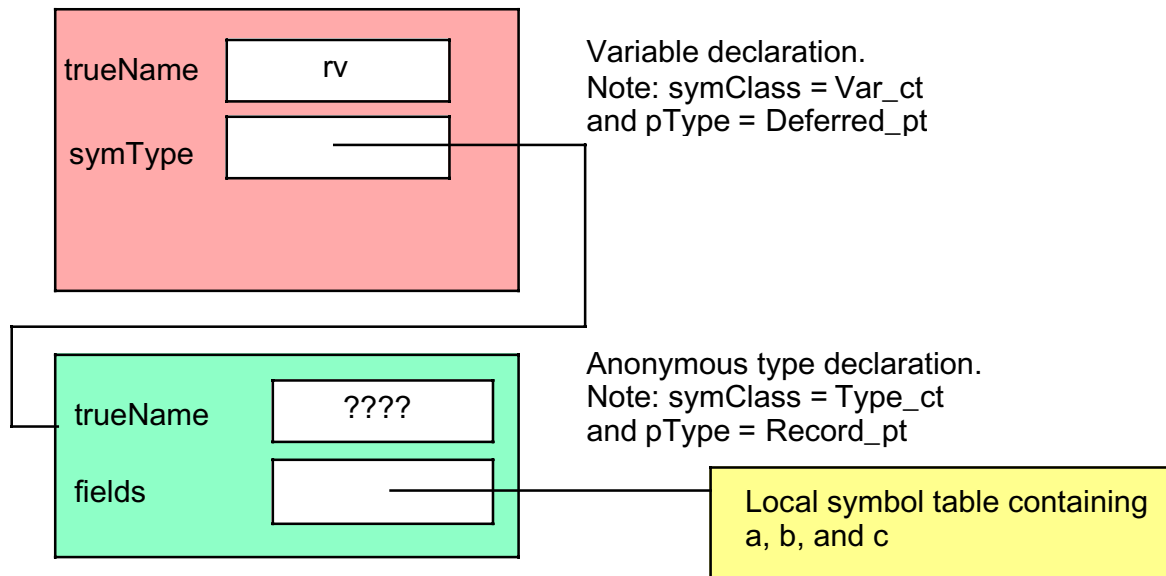 trueName
rv
symType
Variable declaration.
Note: symClass = Var_ct
and pType = Deferred_pt
trueName
????
fields
Anonymous type declaration.
Note: symClass = Type_ct
and pType = Record_pt
Local symbol table containing
a, b, and c